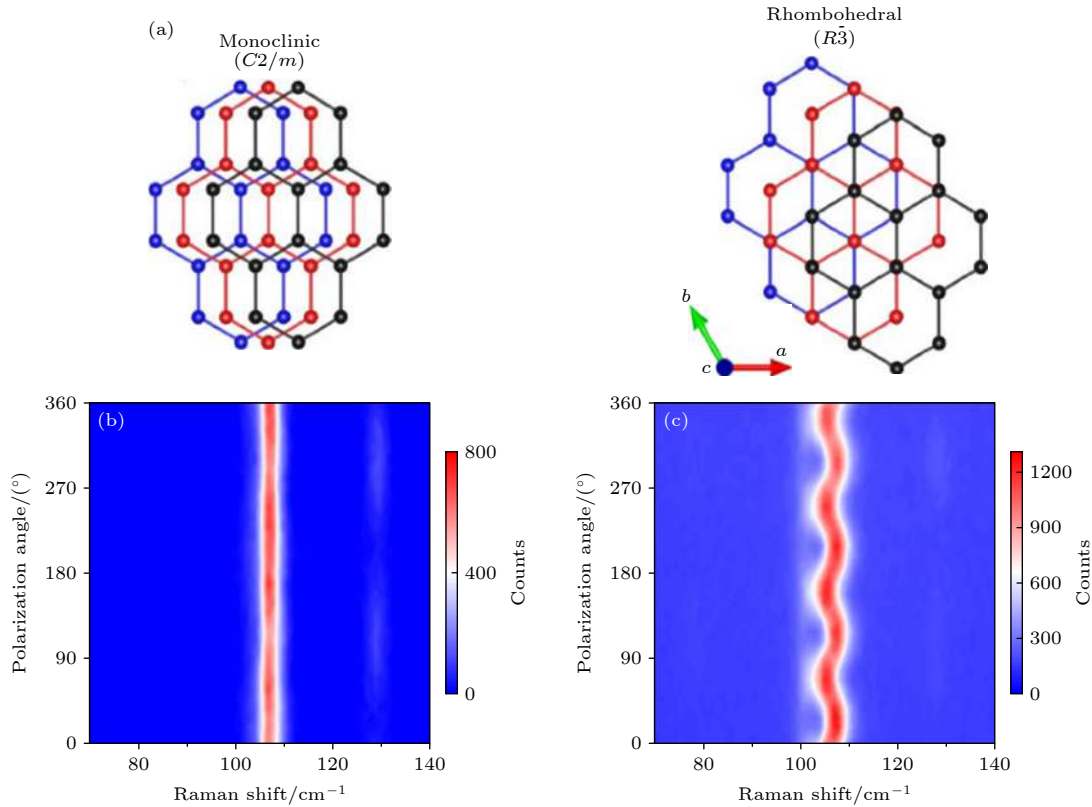 (a)
Monoclinic
(C2/m)
Rhombohedral
(R3̄)
b
a
c
(b)
360
270
180
90
0
Polarization angle/(°)
80
100
120
140
Raman shift/cm⁻¹
800
400
0
Counts
(c)
360
270
180
90
0
Polarization angle/(°)
80
100
120
140
Raman shift/cm⁻¹
1200
900
600
300
0
Counts